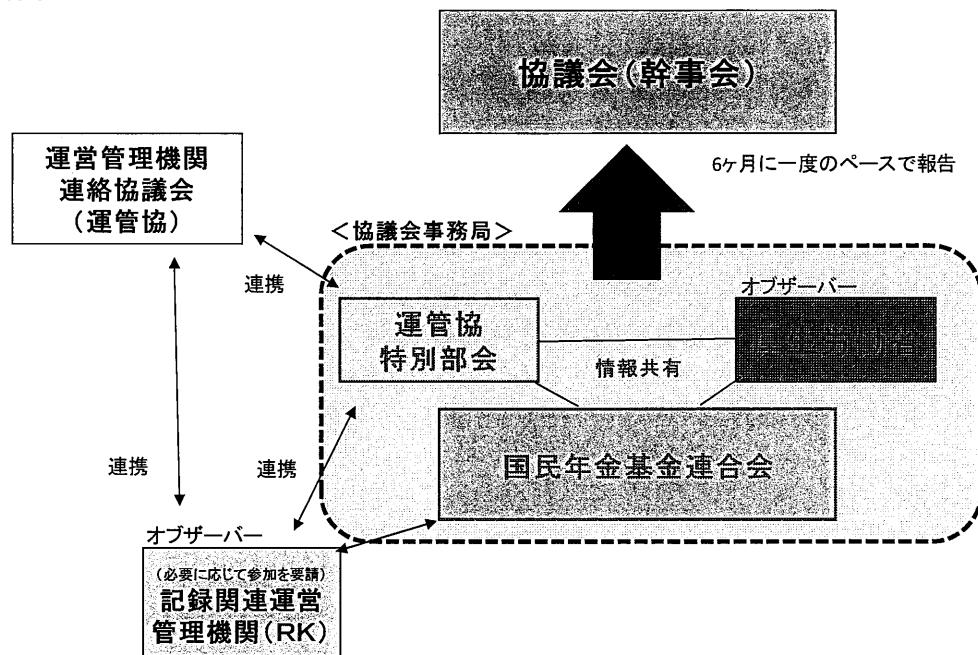 協議会(幹事会)
6ヶ月に一度のペースで報告
運営管理機関
連絡協議会
(運管協)
<協議会事務局>
連携
オブザーバー
運管協
特別部会
情報共有
国民年金基金連合会
連携
連携
オブザーバー
(必要に応じて参加を要請)
記録関連運営
管理機関(RK)